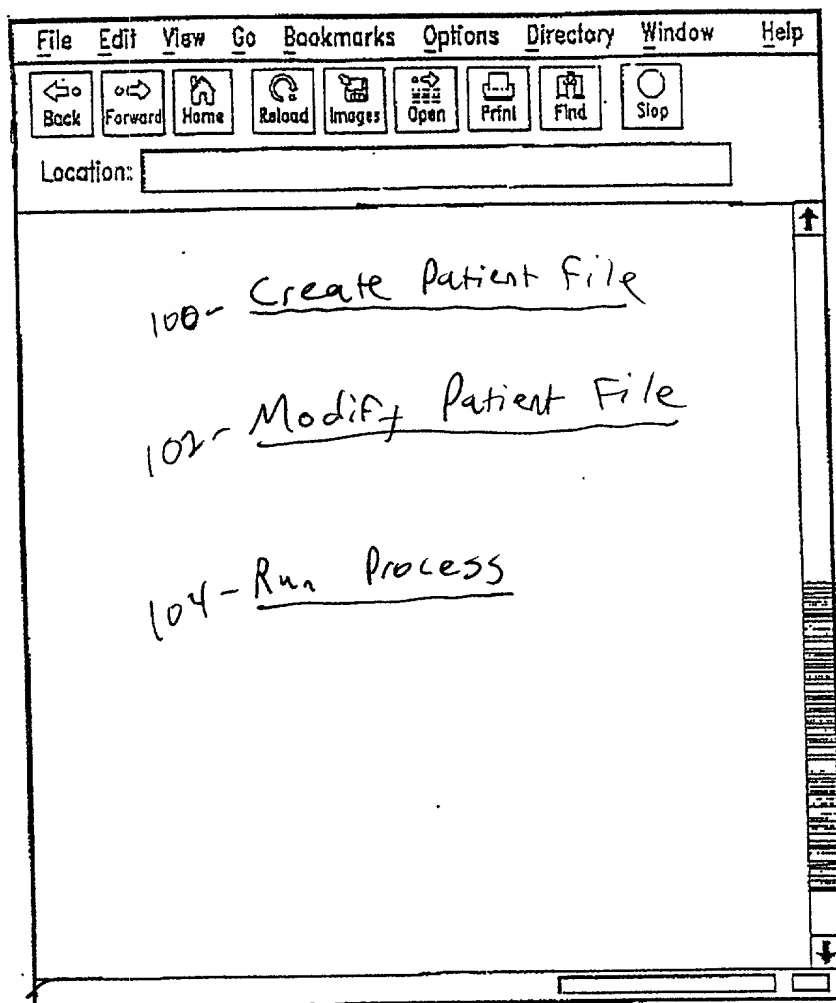 File Edit View Go Bookmarks Options Directory Window Help
Back Forward Home Reload Images Open Print Find Stop
Location:
100- Create Patient File
102- Modify Patient File
104- Run Process